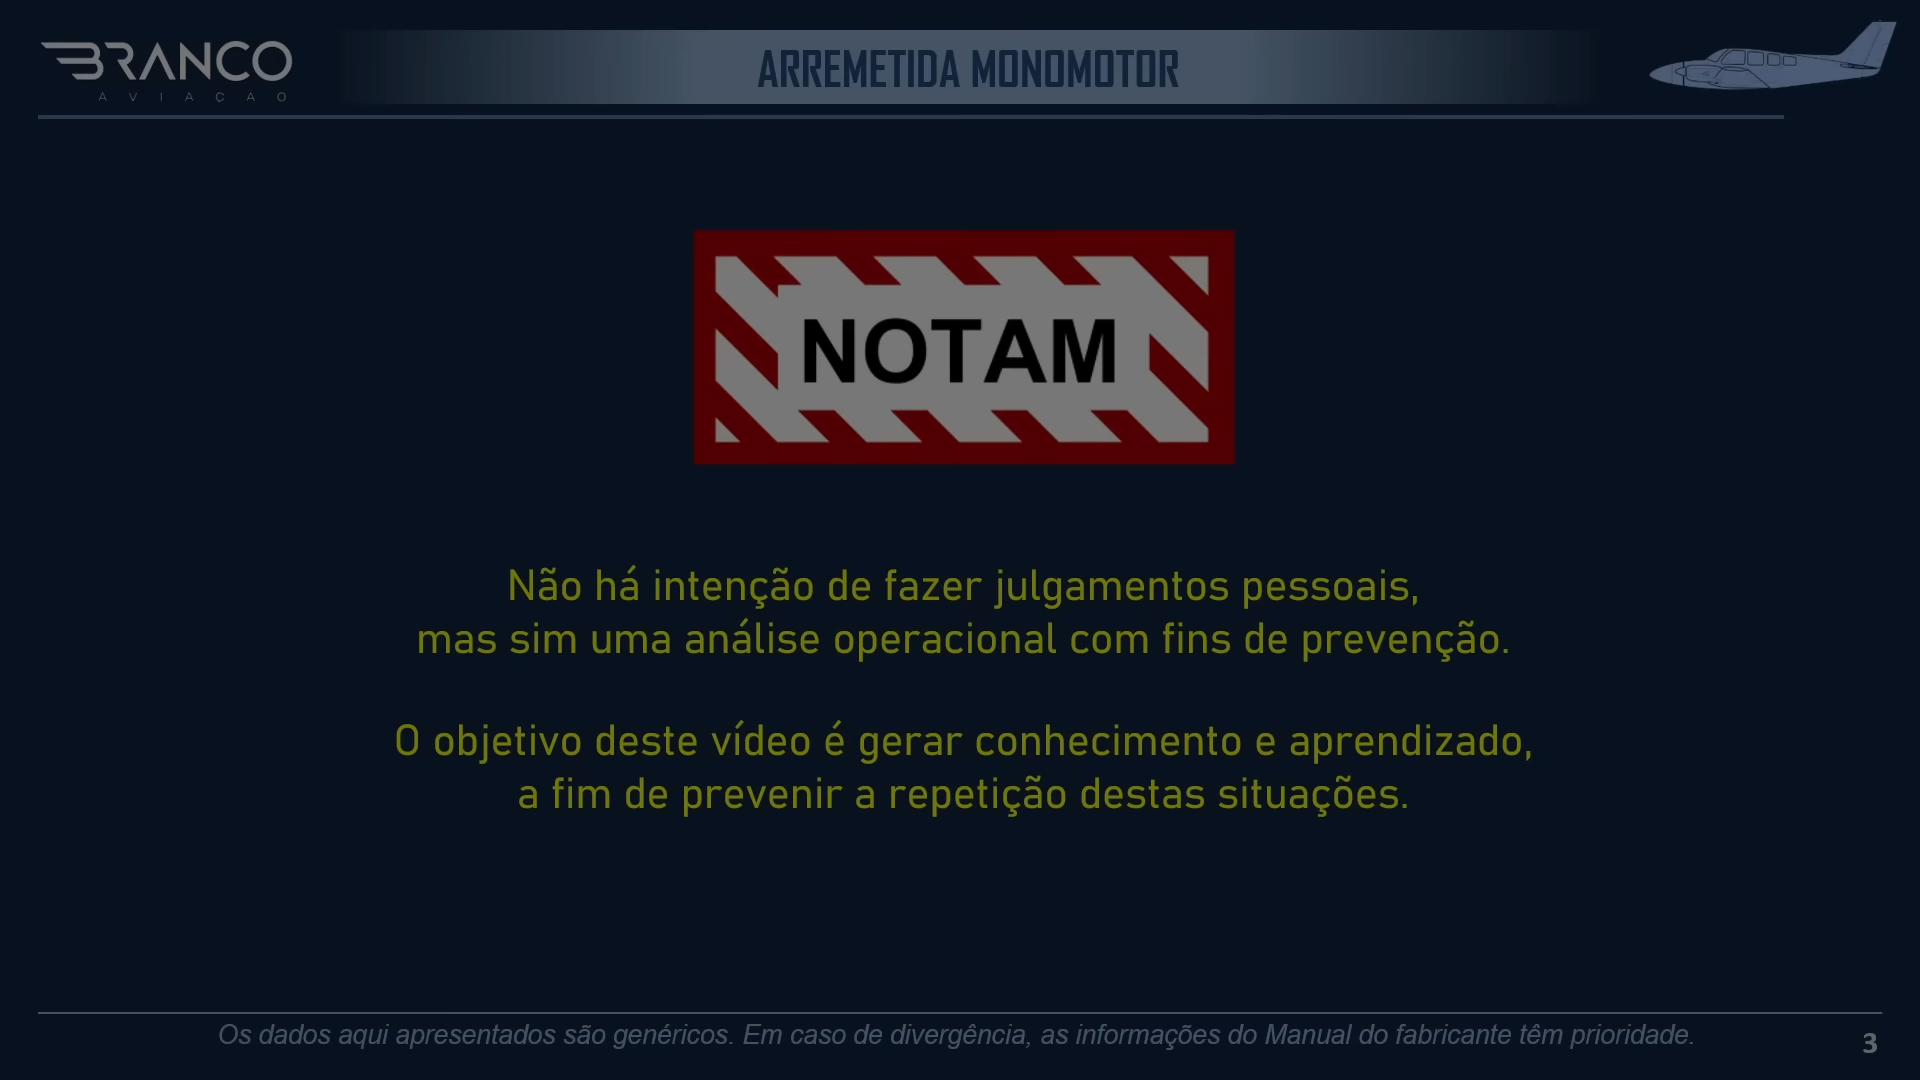 BRANCO
AVIAÇÃO
ARREMETIDA MONOMOTOR
NOTAM
Não há intenção de fazer julgamentos pessoais,
mas sim uma análise operacional com fins de prevenção.
O objetivo deste vídeo é gerar conhecimento e aprendizado,
a fim de prevenir a repetição destas situações.
Os dados aqui apresentados são genéricos. Em caso de divergência, as informações do Manual do fabricante têm prioridade.
3